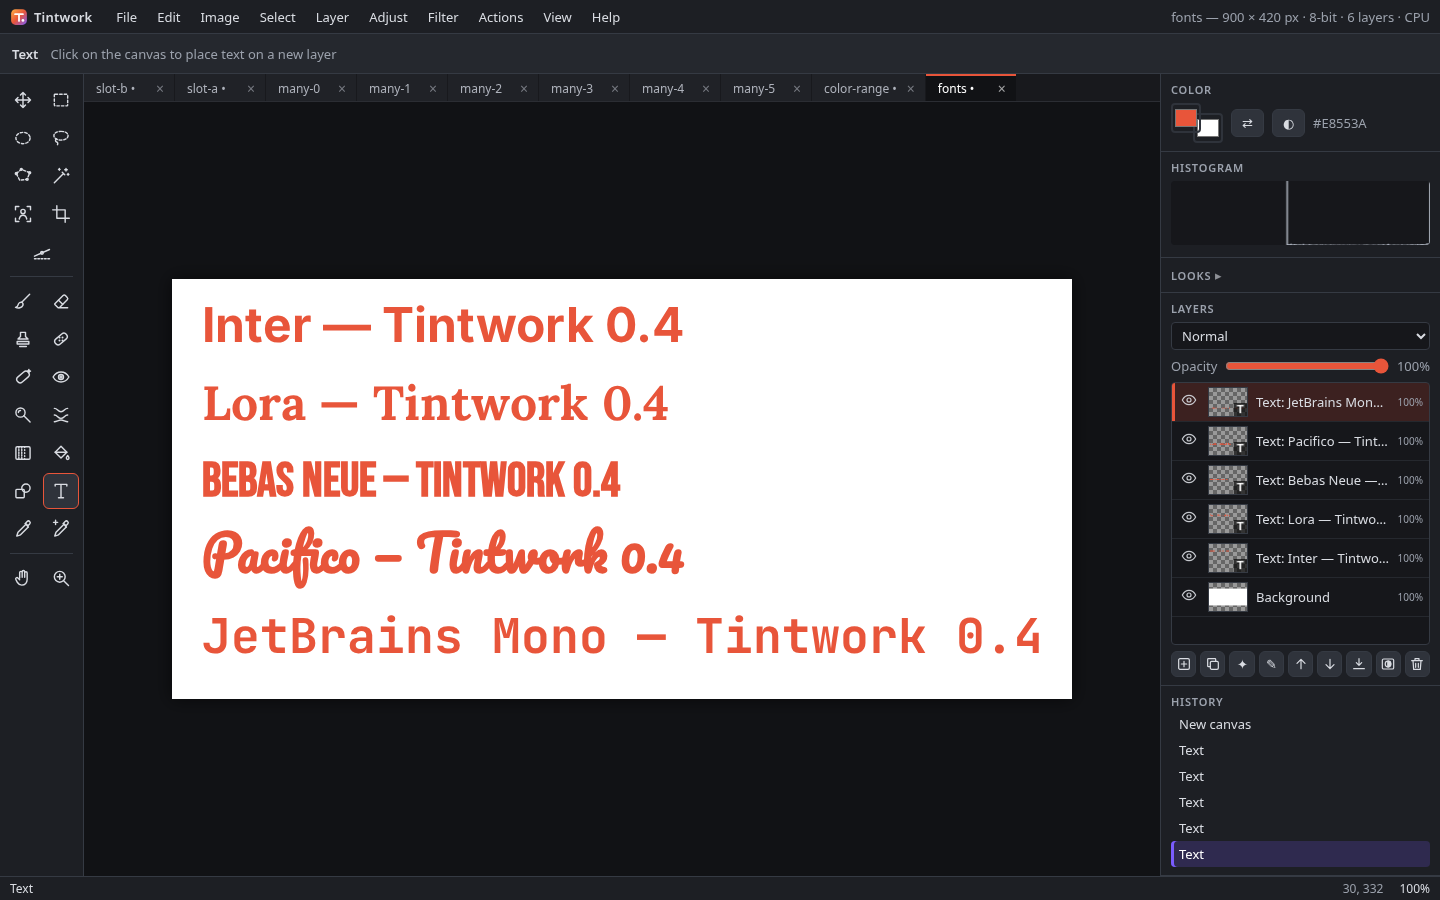 Tintwork File Edit Image Select Layer Adjust Filter Actions View Help fonts — 900 × 420 px · 8-bit · 6 layers · CPU
Text Click on the canvas to place text on a new layer
slot-b • × slot-a • × many-0 × many-1 × many-2 × many-3 × many-4 × many-5 × color-range • × fonts • ×
COLOR
#E8553A
HISTOGRAM
LOOKS ▸
LAYERS
Normal
Opacity 100%
T Text: JetBrains Mon... 100%
T Text: Pacifico — Tint... 100%
T Text: Bebas Neue —... 100%
T Text: Lora — Tintwo... 100%
T Text: Inter — Tintwo... 100%
Background 100%
HISTORY
New canvas
Text
Text
Text
Text
Text
Inter — Tintwork 0.4
Lora — Tintwork 0.4
BEBAS NEUE — TINTWORK 0.4
Pacifico — Tintwork 0.4
JetBrains Mono — Tintwork 0.4
Text 30, 332 100%